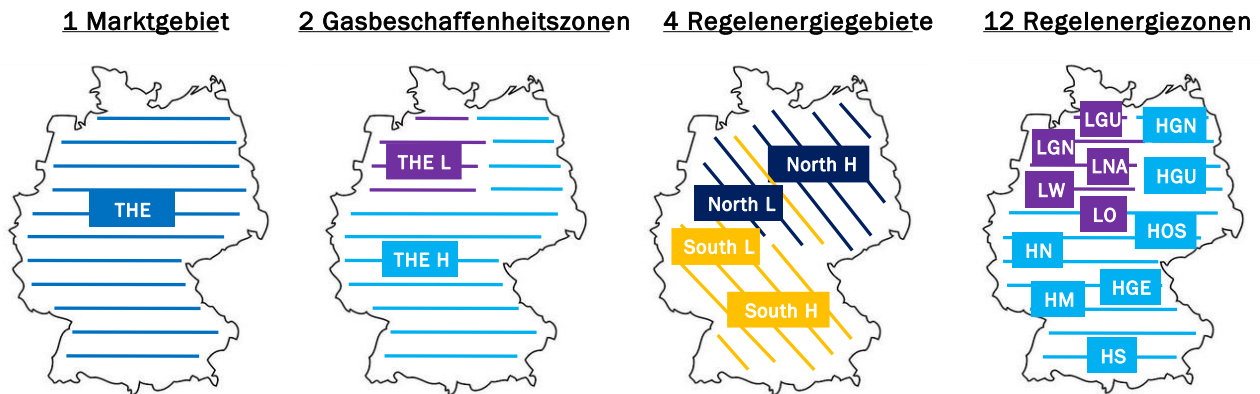 1 Marktgebiet
2 Gasbeschaffenheitszonen
4 Regelenergiegebiete
12 Regelenergiezonen
THE
THE L
THE H
North H
North L
South L
South H
LGU
HGN
LGN
LNA
HGU
LW
LO
HOS
HN
HGE
HM
HS